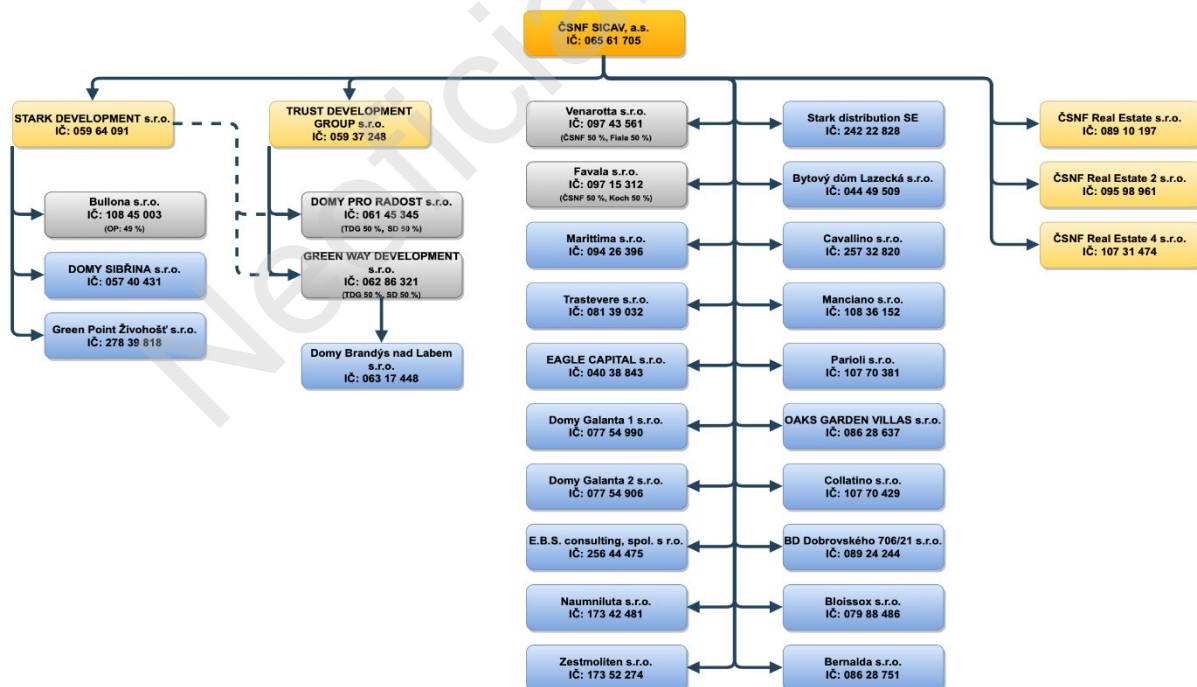 ČSNF SICAV, a.s.
IČ: 065 61 705
STARK DEVELOPMENT s.r.o.
IČ: 059 64 091
Bullona s.r.o.
IČ: 108 45 003
(OP: 49 %)
DOMY SIBŘINA s.r.o.
IČ: 057 40 431
Green Point Živohošť s.r.o.
IČ: 278 39 818
TRUST DEVELOPMENT
GROUP s.r.o.
IČ: 059 37 248
DOMY PRO RADOST s.r.o.
IČ: 061 45 345
(TDG 50 %, SD 50 %)
GREEN WAY DEVELOPMENT
s.r.o.
IČ: 062 86 321
(TDG 50 %, SD 50 %)
Domy Brandýs nad Labem
s.r.o.
IČ: 063 17 448
Venarotta s.r.o.
IČ: 097 43 561
(ČSNF 50 %, Fiala 50 %)
Favala s.r.o.
IČ: 097 15 312
(ČSNF 50 %, Koch 50 %)
Marittima s.r.o.
IČ: 094 26 396
Trastevere s.r.o.
IČ: 081 39 032
EAGLE CAPITAL s.r.o.
IČ: 040 38 843
Domy Galanta 1 s.r.o.
IČ: 077 54 990
Domy Galanta 2 s.r.o.
IČ: 077 54 906
E.B.S. consulting, spol. s r.o.
IČ: 256 44 475
Naumniluta s.r.o.
IČ: 173 42 481
Zestmoliten s.r.o.
IČ: 173 52 274
Stark distribution SE
IČ: 242 22 828
Bytový dům Lazecká s.r.o.
IČ: 044 49 509
Cavallino s.r.o.
IČ: 257 32 820
Manciano s.r.o.
IČ: 108 36 152
Parioli s.r.o.
IČ: 107 70 381
OAKS GARDEN VILLAS s.r.o.
IČ: 086 28 637
Collatino s.r.o.
IČ: 107 70 429
BD Dobrovského 706/21 s.r.o.
IČ: 089 24 244
Bloissox s.r.o.
IČ: 079 88 486
Bernalda s.r.o.
IČ: 086 28 751
ČSNF Real Estate s.r.o.
IČ: 089 10 197
ČSNF Real Estate 2 s.r.o.
IČ: 095 98 961
ČSNF Real Estate 4 s.r.o.
IČ: 107 31 474